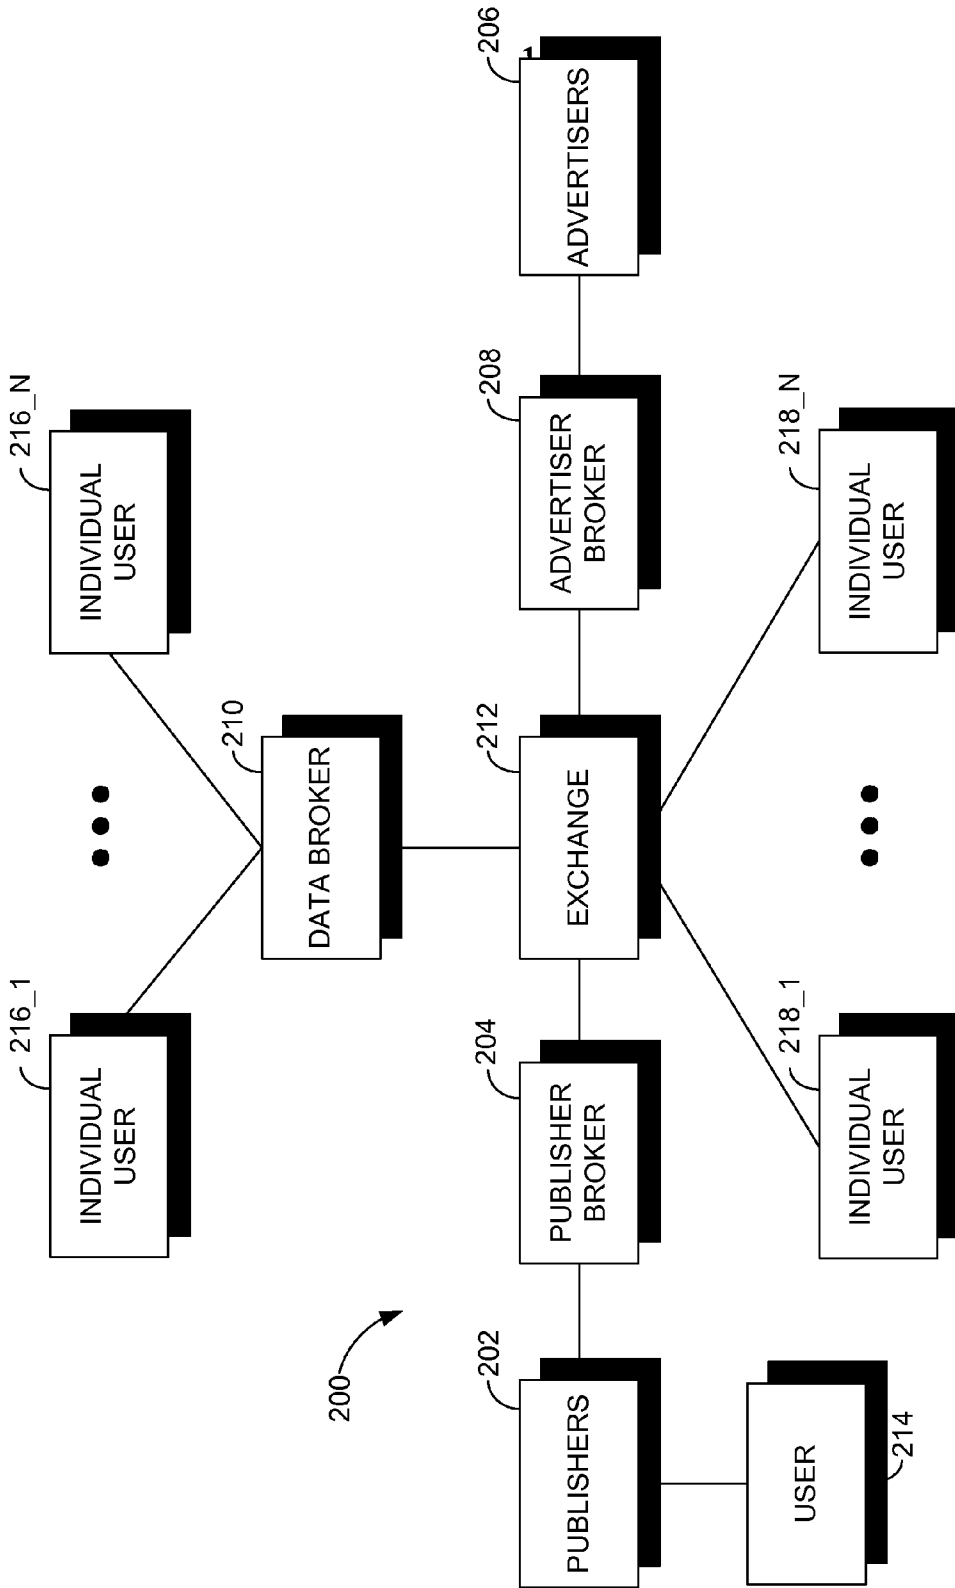 216_1
INDIVIDUAL
USER
216_N
INDIVIDUAL
USER
210
DATA BROKER
200
202
PUBLISHERS
204
PUBLISHER
BROKER
212
EXCHANGE
208
ADVERTISER
BROKER
206
1
ADVERTISERS
USER
214
218_1
INDIVIDUAL
USER
218_N
INDIVIDUAL
USER